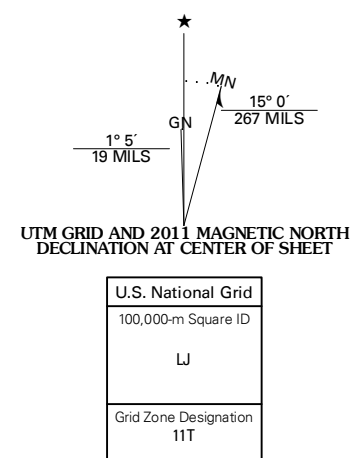 ★
MN
15° 0´
267 MILS
GN
1° 5´
19 MILS
UTM GRID AND 2011 MAGNETIC NORTH
DECLINATION AT CENTER OF SHEET
U.S. National Grid
100,000-m Square ID
LJ
Grid Zone Designation
11T